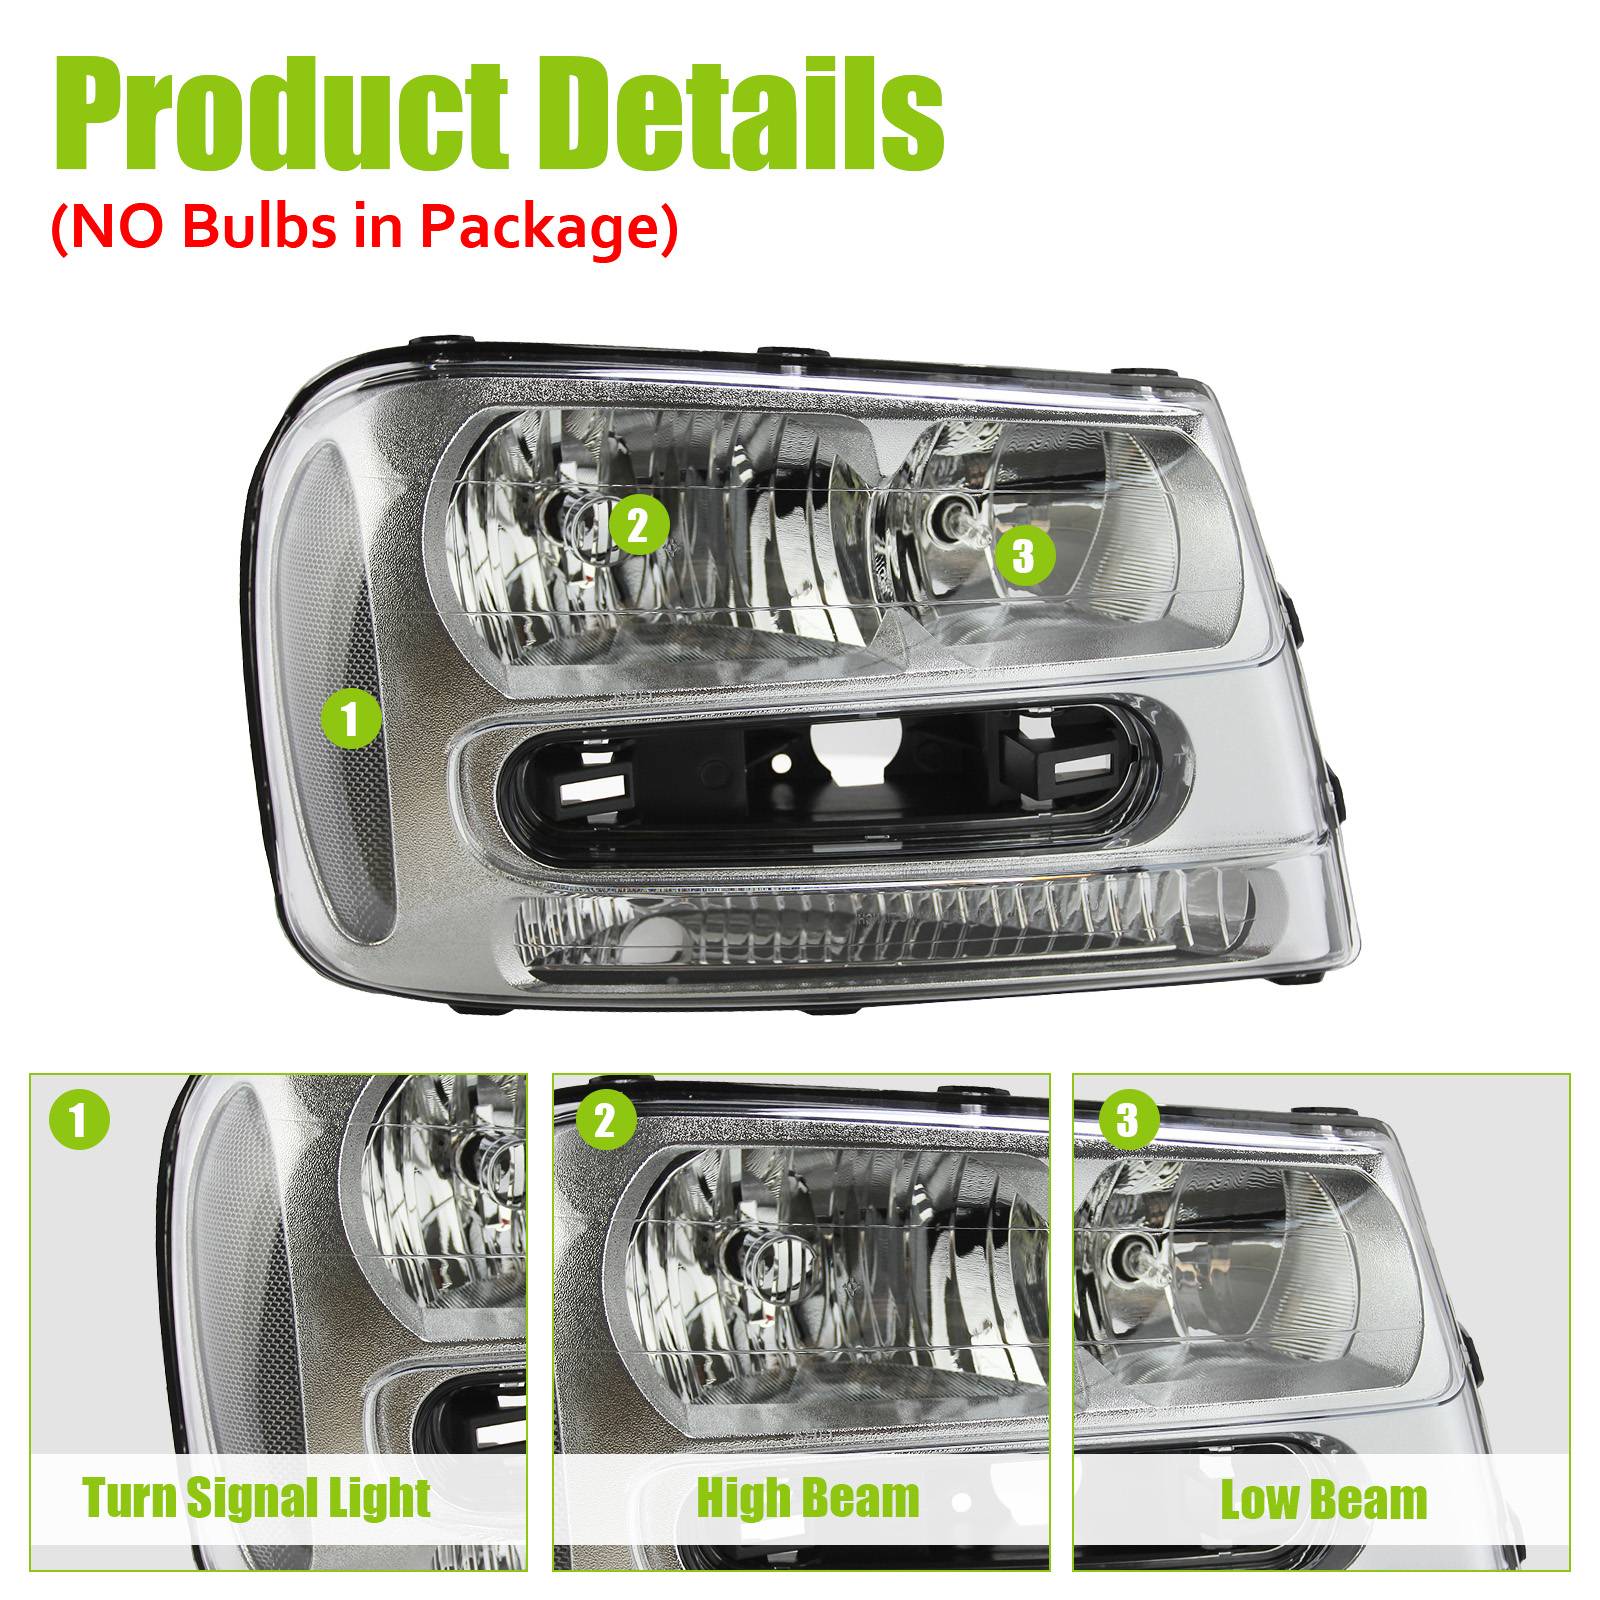 Product Details
(NO Bulbs in Package)
2
3
1
1
2
3
Turn Signal Light
High Beam
Low Beam